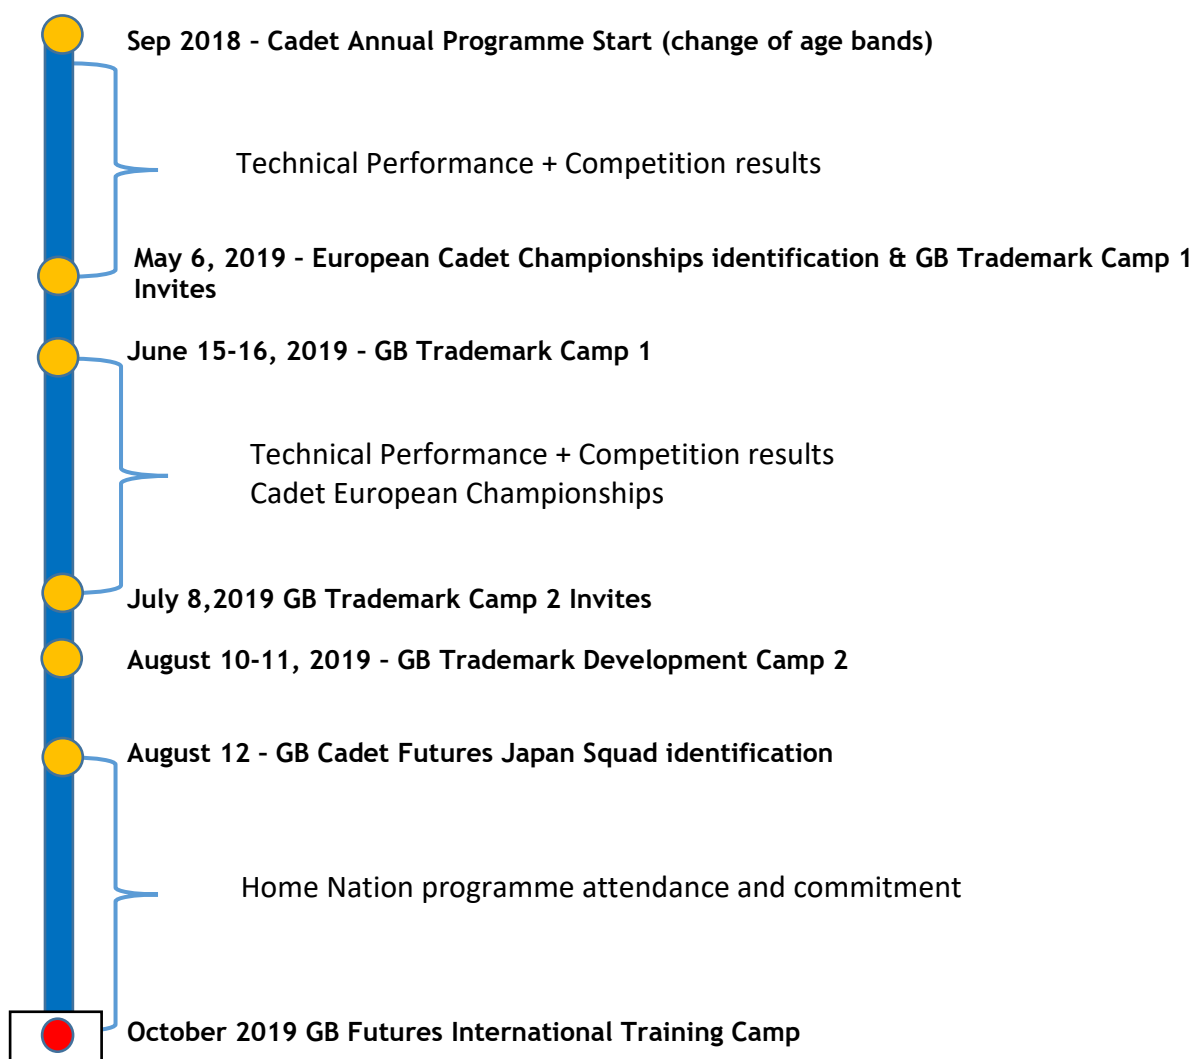 Sep 2018 – Cadet Annual Programme Start (change of age bands)
Technical Performance + Competition results
May 6, 2019 – European Cadet Championships identification & GB Trademark Camp 1
Invites
June 15-16, 2019 – GB Trademark Camp 1
Technical Performance + Competition results
Cadet European Championships
July 8,2019 GB Trademark Camp 2 Invites
August 10-11, 2019 – GB Trademark Development Camp 2
August 12 – GB Cadet Futures Japan Squad identification
Home Nation programme attendance and commitment
October 2019 GB Futures International Training Camp